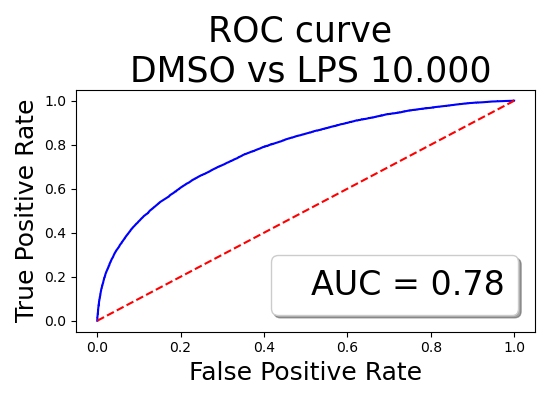 ROC curve
DMSO vs LPS 10.000
True Positive Rate
1.0
0.8
0.6
0.4
0.2
0.0
AUC = 0.78
0.0 0.2 0.4 0.6 0.8 1.0
False Positive Rate